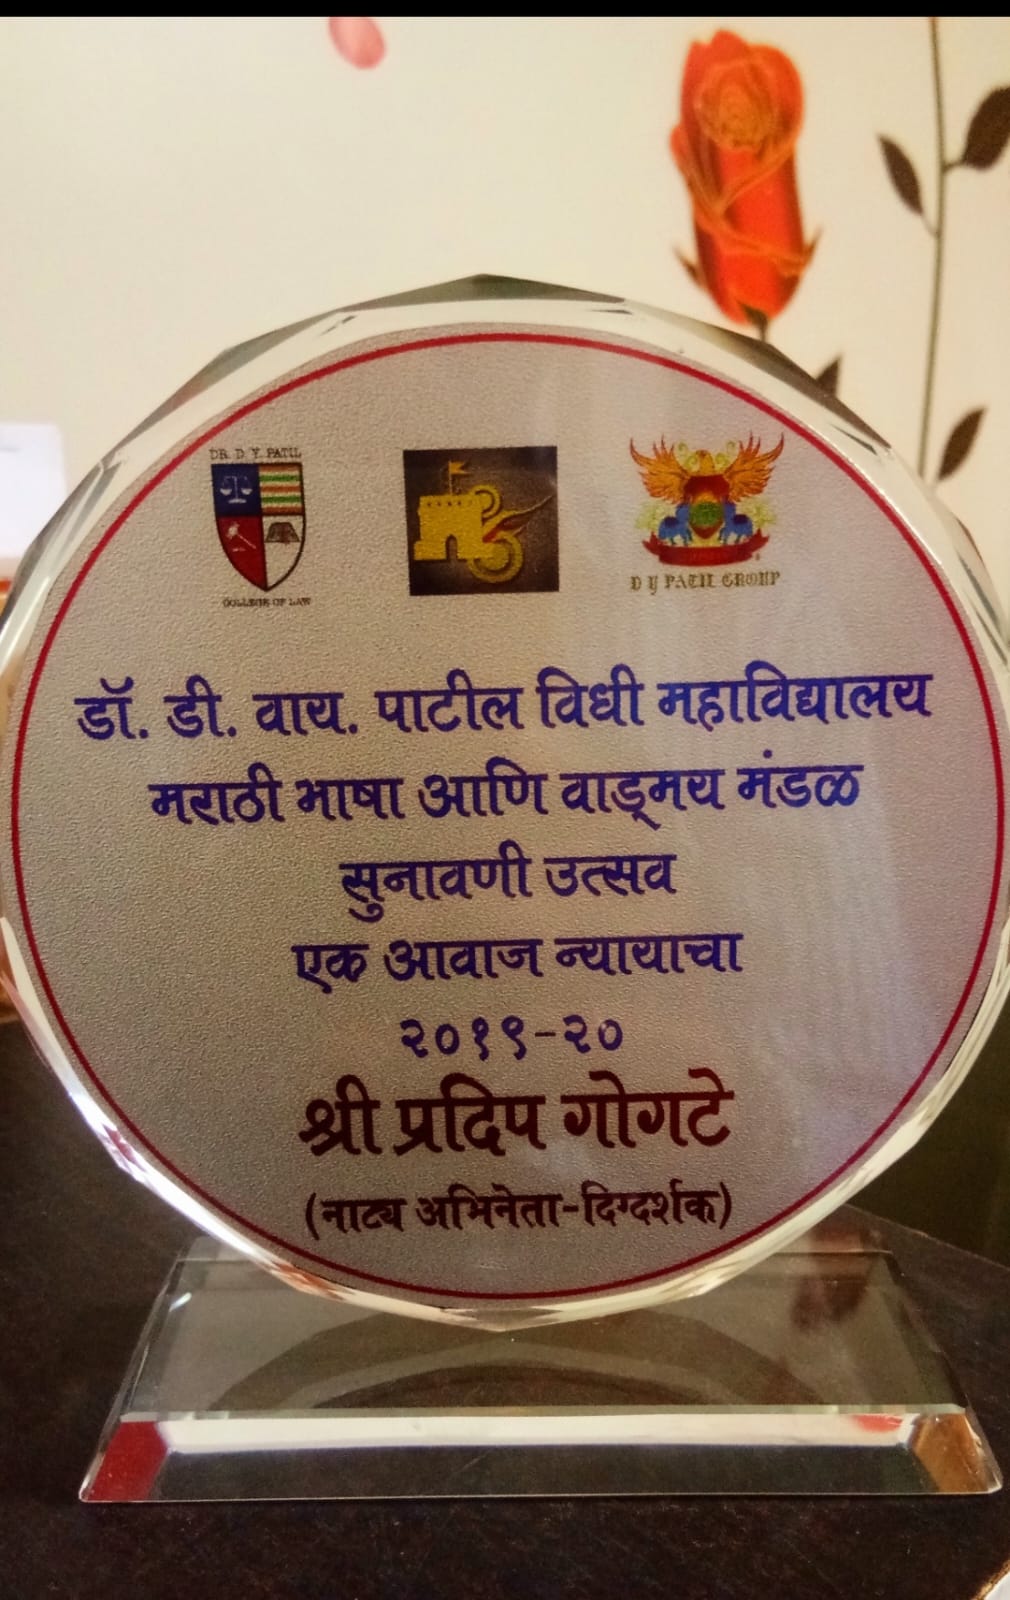 DR. D. Y. PATIL
COLLEGE OF LAW
D Y PATIL GROUP
डॉ. डी. वाय. पाटील विधी महाविद्यालय
मराठी भाषा आणि वाड्मय मंडळ
सुनावणी उत्सव
एक आवाज न्यायाचा
२०१९-२०
श्री प्रदिप गोगटे
(नाट्य अभिनेता-दिग्दर्शक)